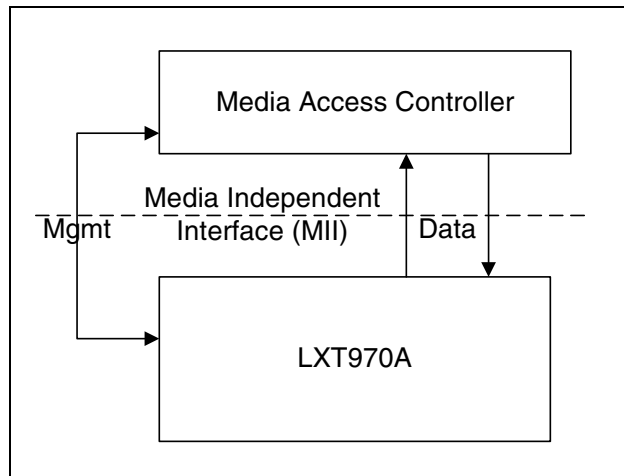 Media Access Controller
Media Independent
Mgmt
Interface (MII)
Data
LXT970A